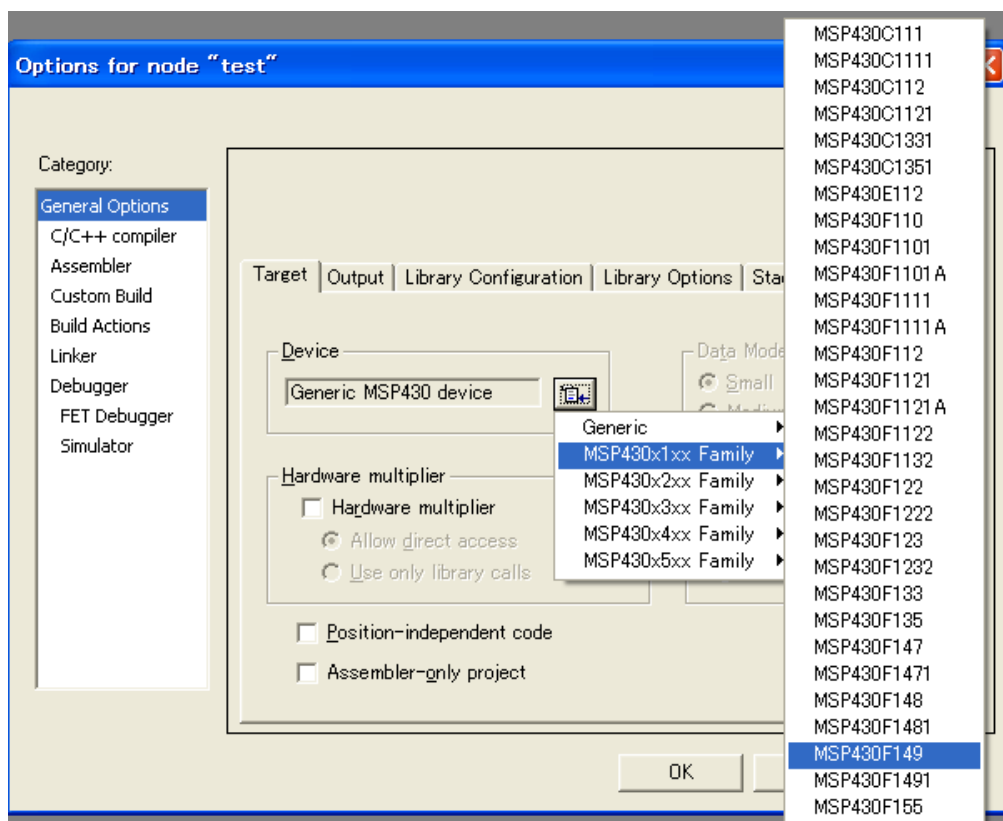 Options for node "test"
Category:
General Options
C/C++ compiler
Assembler
Custom Build
Build Actions
Linker
Debugger
FET Debugger
Simulator
Target
Output
Library Configuration
Library Options
Sta
Device
Generic MSP430 device
Data Mode
Small
Hardware multiplier
Hardware multiplier
Allow direct access
Use only library calls
Position-independent code
Assembler-only project
OK
Generic
MSP430x1xx Family
MSP430x2xx Family
MSP430x3xx Family
MSP430x4xx Family
MSP430x5xx Family
MSP430C111
MSP430C1111
MSP430C112
MSP430C1121
MSP430C1331
MSP430C1351
MSP430E112
MSP430F110
MSP430F1101
MSP430F1101A
MSP430F1111
MSP430F1111A
MSP430F112
MSP430F1121
MSP430F1121A
MSP430F1122
MSP430F1132
MSP430F122
MSP430F1222
MSP430F123
MSP430F1232
MSP430F133
MSP430F135
MSP430F147
MSP430F1471
MSP430F148
MSP430F1481
MSP430F149
MSP430F1491
MSP430F155